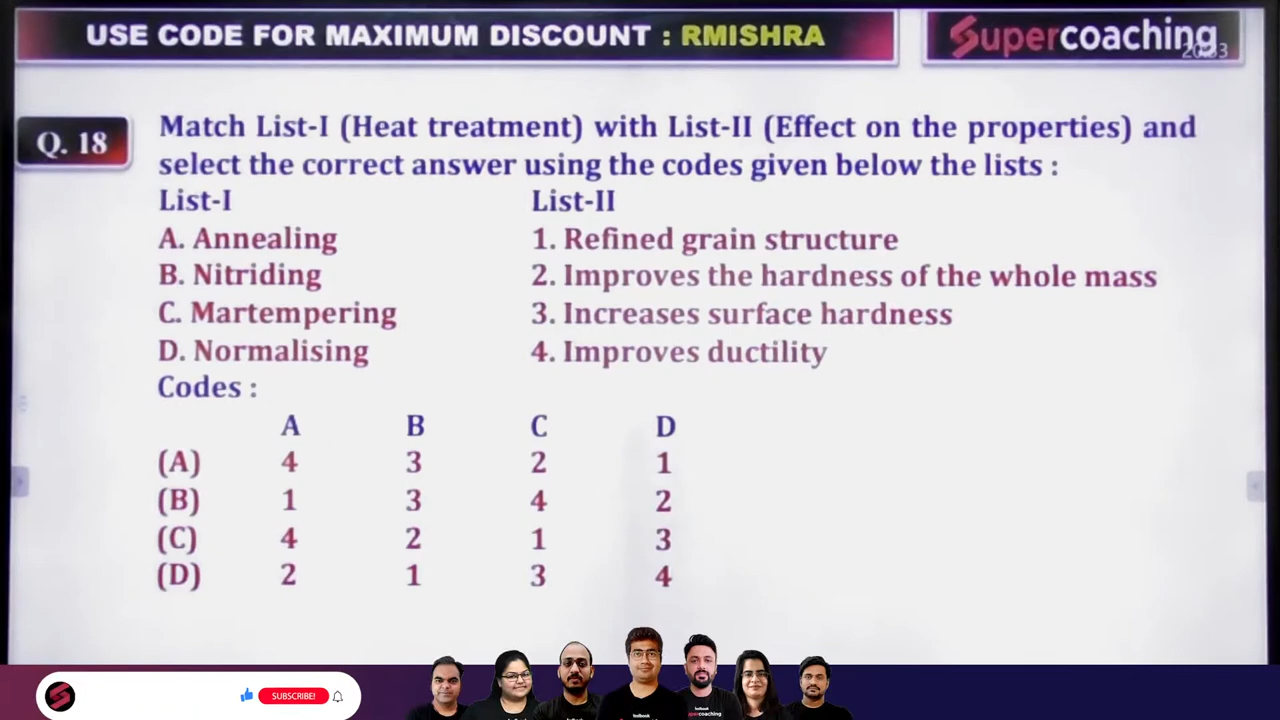 USE CODE FOR MAXIMUM DISCOUNT : RMISHRA
Supercoaching
Q. 18
Match List-I (Heat treatment) with List-II (Effect on the properties) and
select the correct answer using the codes given below the lists :
List-I List-II
A. Annealing 1. Refined grain structure
B. Nitriding 2. Improves the hardness of the whole mass
C. Martempering 3. Increases surface hardness
D. Normalising 4. Improves ductility
Codes :
A B C D
(A) 4 3 2 1
(B) 1 3 4 2
(C) 4 2 1 3
(D) 2 1 3 4
SUBSCRIBE!